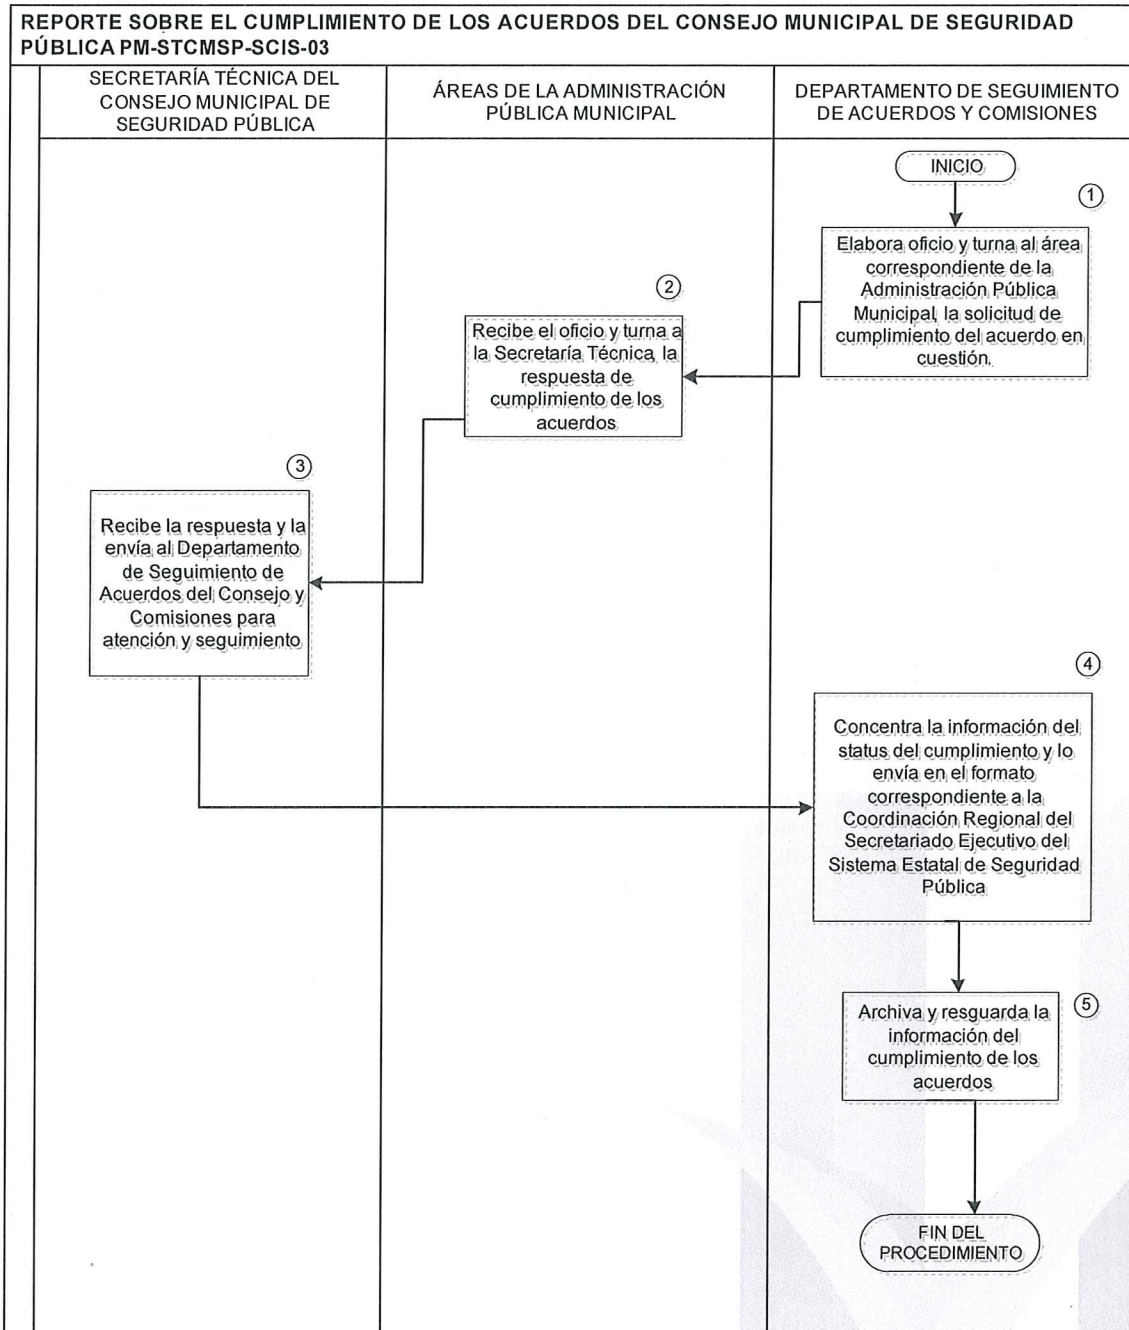 REPORTE SOBRE EL CUMPLIMIENTO DE LOS ACUERDOS DEL CONSEJO MUNICIPAL DE SEGURIDAD
PÚBLICA PM-STCMSP-SCIS-03
SECRETARÍA TÉCNICA DEL
CONSEJO MUNICIPAL DE
SEGURIDAD PÚBLICA
ÁREAS DE LA ADMINISTRACIÓN
PÚBLICA MUNICIPAL
DEPARTAMENTO DE SEGUIMIENTO
DE ACUERDOS Y COMISIONES
INICIO
1
Elabora oficio y turna al área
correspondiente de la
Administración Pública
Municipal, la solicitud de
cumplimiento del acuerdo en
cuestión.
2
Recibe el oficio y turna a
la Secretaría Técnica, la
respuesta de
cumplimiento de los
acuerdos
3
Recibe la respuesta y la
envía al Departamento
de Seguimiento de
Acuerdos del Consejo y
Comisiones para
atención y seguimiento
4
Concentra la información del
status del cumplimiento y lo
envía en el formato
correspondiente a la
Coordinación Regional del
Secretariado Ejecutivo del
Sistema Estatal de Seguridad
Pública
5
Archiva y resguarda la
información del
cumplimiento de los
acuerdos
FIN DEL
PROCEDIMIENTO